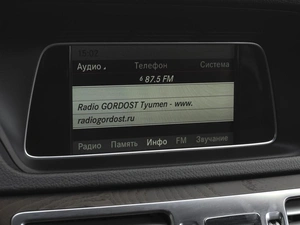 Аудио Телефон Система
87.5 FM
Radio GORDOST Tyumen - www.
radiogordost.ru
Радио Память Инфо FM Звучание